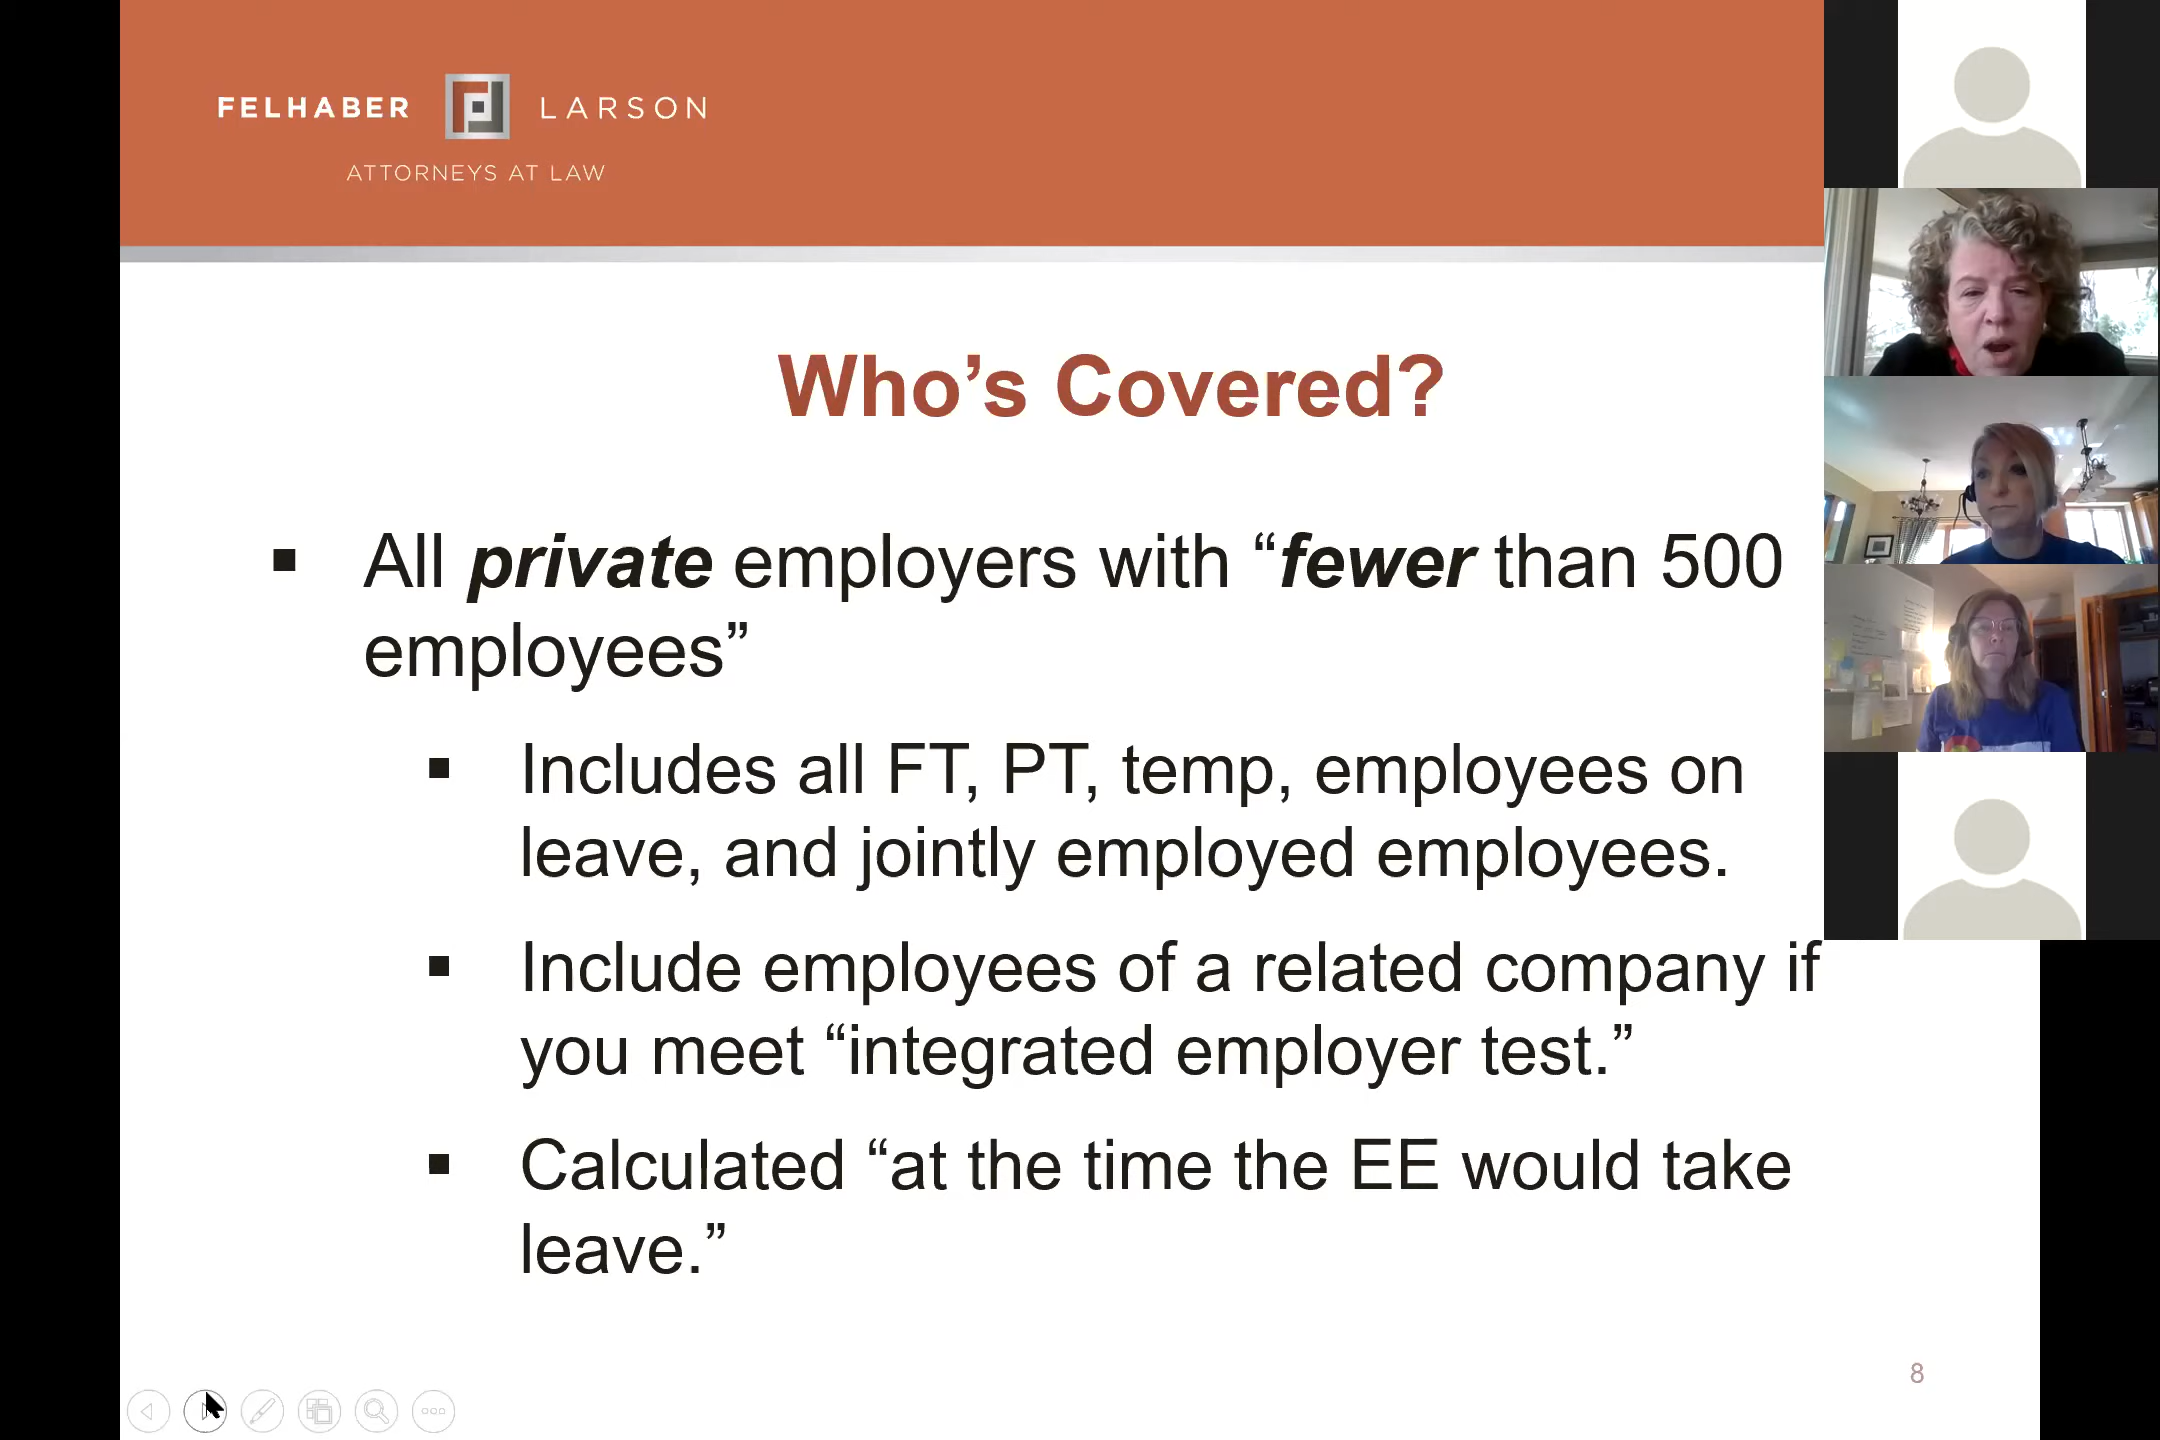 FELHABER LARSON
ATTORNEYS AT LAW
Who’s Covered?
▪ All private employers with “fewer than 500
employees”
▪ Includes all FT, PT, temp, employees on
leave, and jointly employed employees.
▪ Include employees of a related company if
you meet “integrated employer test.”
▪ Calculated “at the time the EE would take
leave.”
8